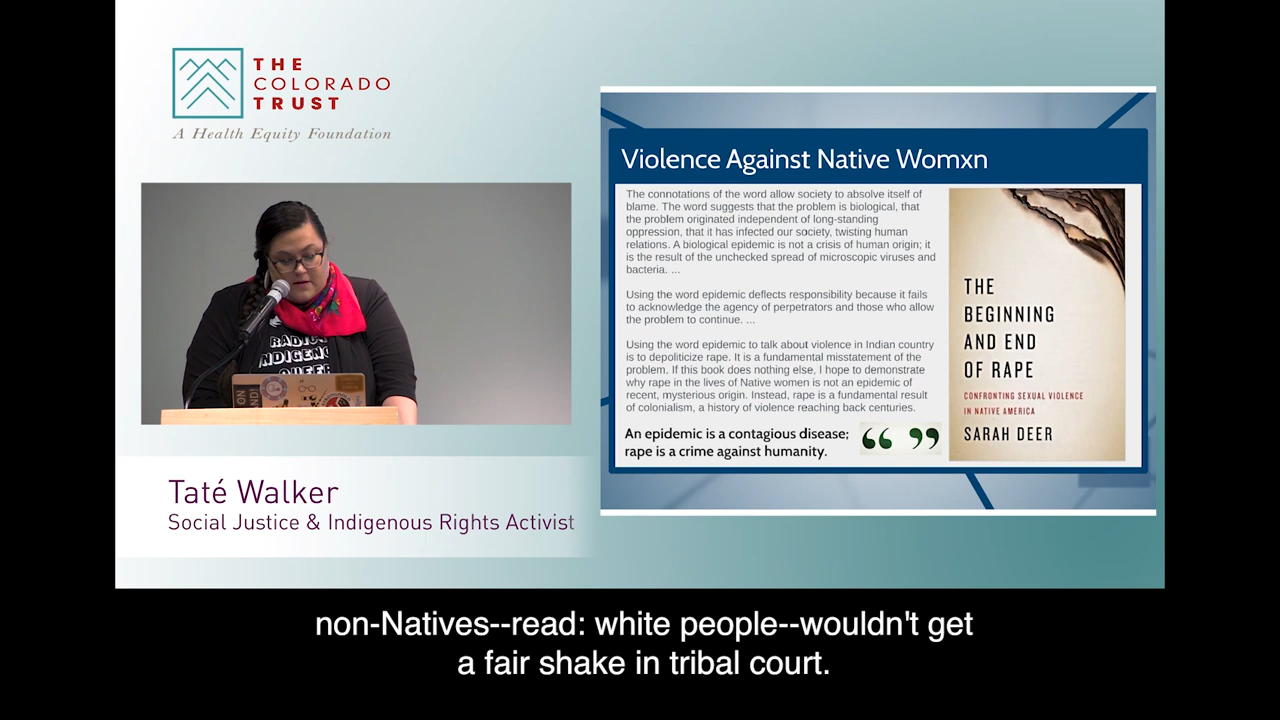 THE
COLORADO
TRUST
A Health Equity Foundation
RADICAL
INDIGENOUS
QUEER
Taté Walker
Social Justice & Indigenous Rights Activist
Violence Against Native Womxn
The connotations of the word allow society to absolve itself of
blame. The word suggests that the problem is biological, that
the problem originated independent of long-standing
oppression, that it has infected our society, twisting human
relations. A biological epidemic is not a crisis of human origin; it
is the result of the unchecked spread of microscopic viruses and
bacteria. ...
Using the word epidemic deflects responsibility because it fails
to acknowledge the agency of perpetrators and those who allow
the problem to continue. ...
Using the word epidemic to talk about violence in Indian country
is to depoliticize rape. It is a fundamental misstatement of the
problem. If this book does nothing else, I hope to demonstrate
why rape in the lives of Native women is not an epidemic of
recent, mysterious origin. Instead, rape is a fundamental result
of colonialism, a history of violence reaching back centuries.
An epidemic is a contagious disease;
rape is a crime against humanity.
“ ”
THE
BEGINNING
AND END
OF RAPE
CONFRONTING SEXUAL VIOLENCE
IN NATIVE AMERICA
SARAH DEER
non-Natives--read: white people--wouldn't get
a fair shake in tribal court.